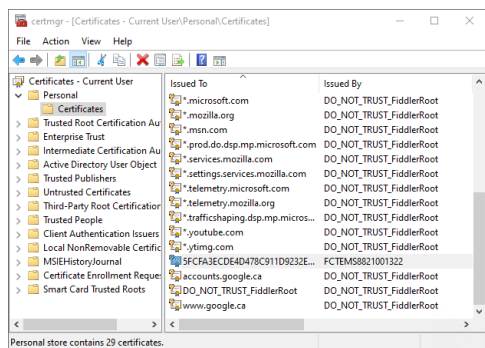 certmgr - [Certificates - Current User\Personal\Certificates]
File Action View Help
Certificates - Current User
Personal
Certificates
Trusted Root Certification Au
Enterprise Trust
Intermediate Certification Au
Active Directory User Object
Trusted Publishers
Untrusted Certificates
Third-Party Root Certification
Trusted People
Client Authentication Issuers
Local NonRemovable Certific
MSIEHistoryJournal
Certificate Enrollment Reques
Smart Card Trusted Roots
Issued To Issued By
*.microsoft.com DO_NOT_TRUST_FiddlerRoot
*.mozilla.org DO_NOT_TRUST_FiddlerRoot
*.msn.com DO_NOT_TRUST_FiddlerRoot
*.prod.do.dsp.mp.microsoft.com DO_NOT_TRUST_FiddlerRoot
*.services.mozilla.com DO_NOT_TRUST_FiddlerRoot
*.settings.services.mozilla.com DO_NOT_TRUST_FiddlerRoot
*.telemetry.microsoft.com DO_NOT_TRUST_FiddlerRoot
*.telemetry.mozilla.org DO_NOT_TRUST_FiddlerRoot
*.trafficshaping.dsp.mp.micros... DO_NOT_TRUST_FiddlerRoot
*.youtube.com DO_NOT_TRUST_FiddlerRoot
*.ytimg.com DO_NOT_TRUST_FiddlerRoot
5FCFA3ECDE4D478C911D9232E... FCTEMS8821001322
accounts.google.ca DO_NOT_TRUST_FiddlerRoot
DO_NOT_TRUST_FiddlerRoot DO_NOT_TRUST_FiddlerRoot
www.google.ca DO_NOT_TRUST_FiddlerRoot
Personal store contains 29 certificates.